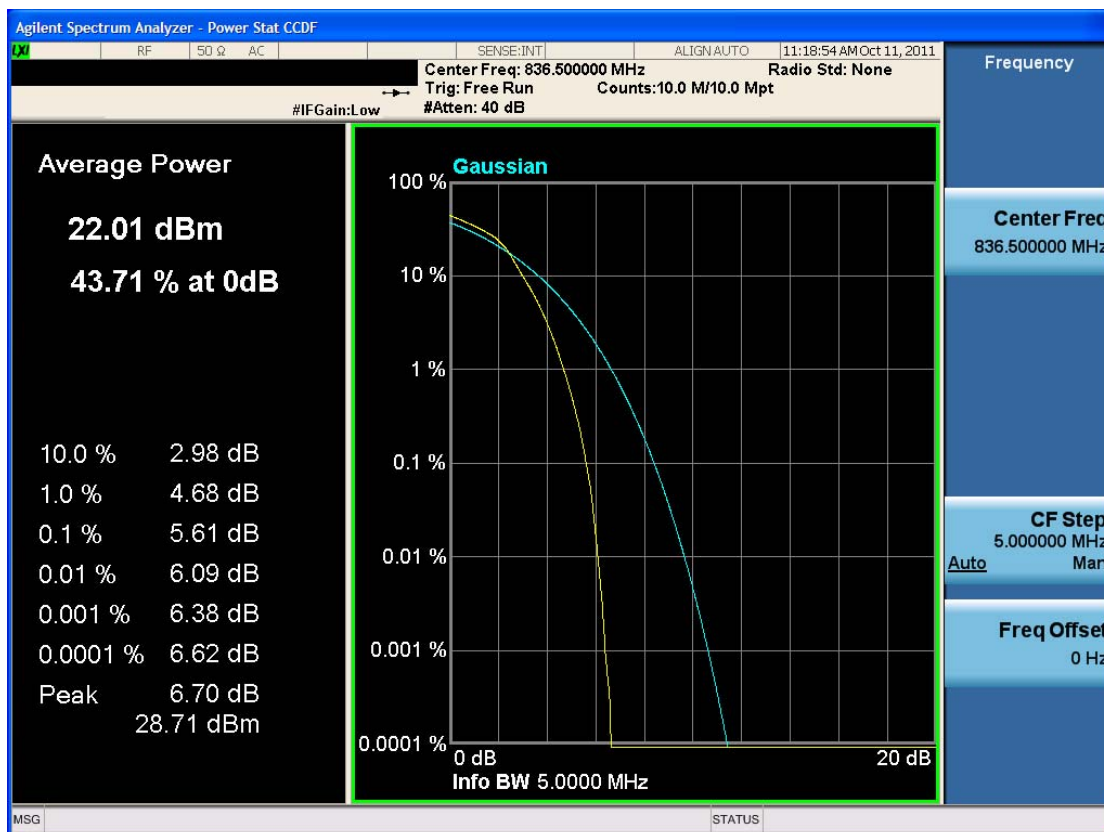 Agilent Spectrum Analyzer - Power Stat CCDF
LXI RF 50 Ω AC SENSE:INT ALIGN AUTO 11:18:54 AM Oct 11, 2011
Center Freq: 836.500000 MHz Radio Std: None
Trig: Free Run Counts:10.0 M/10.0 Mpt
#IFGain:Low #Atten: 40 dB
Average Power
22.01 dBm
43.71 % at 0dB
10.0 % 2.98 dB
1.0 % 4.68 dB
0.1 % 5.61 dB
0.01 % 6.09 dB
0.001 % 6.38 dB
0.0001 % 6.62 dB
Peak 6.70 dB
28.71 dBm
Gaussian
100 %
10 %
1 %
0.1 %
0.01 %
0.001 %
0.0001 %
0 dB 20 dB
Info BW 5.0000 MHz
Frequency
Center Freq
836.500000 MHz
CF Step
5.000000 MHz
Auto Man
Freq Offset
0 Hz
MSG STATUS